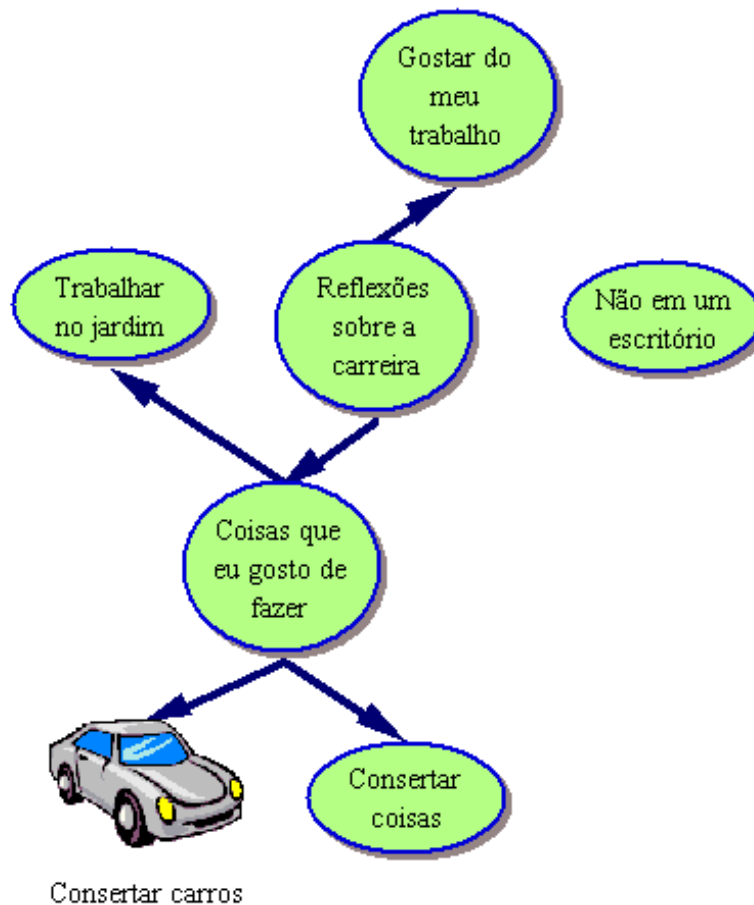 Gostar do
meu
trabalho
Trabalhar
no jardim
Reflexões
sobre a
carreira
Não em um
escritório
Coisas que
eu gosto de
fazer
Consertar
coisas
Consertar carros